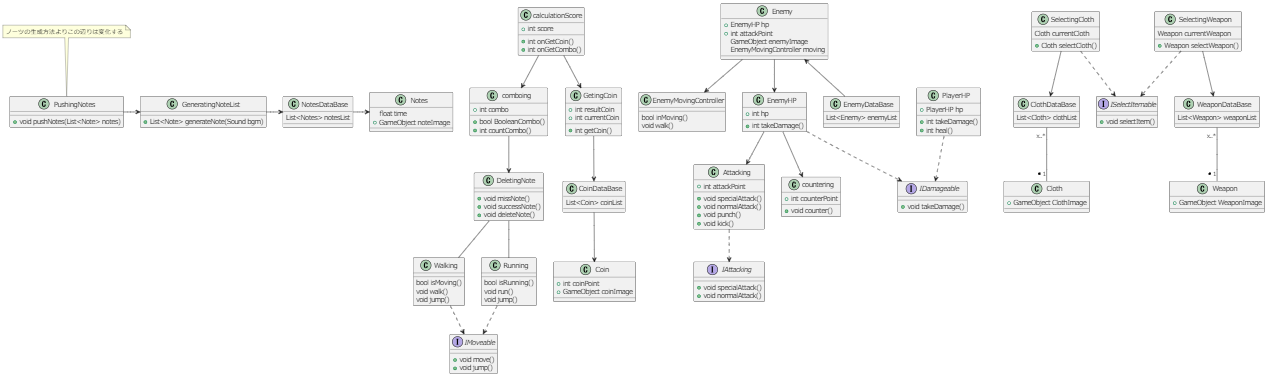 ノーツの生成方法よりこの辺りは変化する
PushingNotes
void pushNotes(List<Note> notes)
GeneratingNoteList
List<Note> generateNote(Sound bgm)
NotesDataBase
List<Notes> notesList
Notes
float time
GameObject noteImage
calculationScore
int score
int onGetCoin()
int onGetCombo()
comboing
int combo
bool BooleanCombo()
int countCombo()
GetingCoin
int resultCoin
int currentCoin
int getCoin()
DeletingNote
void missNote()
void successNote()
void deleteNote()
CoinDataBase
List<Coin> coinList
Walking
bool isMoving()
void walk()
void jump()
Running
bool isRunning()
void run()
void jump()
Coin
int coinPoint
GameObject coinImage
IMoveable
void move()
void jump()
Enemy
EnemyHP hp
int attackPoint
GameObject enemyImage
EnemyMovingController moving
EnemyMovingController
bool inMoving()
void walk()
EnemyHP
int hp
int takeDamage()
EnemyDataBase
List<Enemy> enemyList
PlayerHP
PlayerHP hp
int takeDamage()
int heal()
Attacking
int attackPoint
void specialAttack()
void normalAttack()
void punch()
void kick()
countering
int counterPoint
void counter()
IDamageable
void takeDamage()
IAttacking
void specialAttack()
void normalAttack()
SelectingCloth
Cloth currentCloth
Cloth selectCloth()
SelectingWeapon
Weapon currentWeapon
Weapon selectWeapon()
ClothDataBase
List<Cloth> clothList
ISelectItemable
void selectItem()
WeaponDataBase
List<Weapon> weaponList
x..*
x..*
1
1
Cloth
GameObject ClothImage
Weapon
GameObject WeaponImage